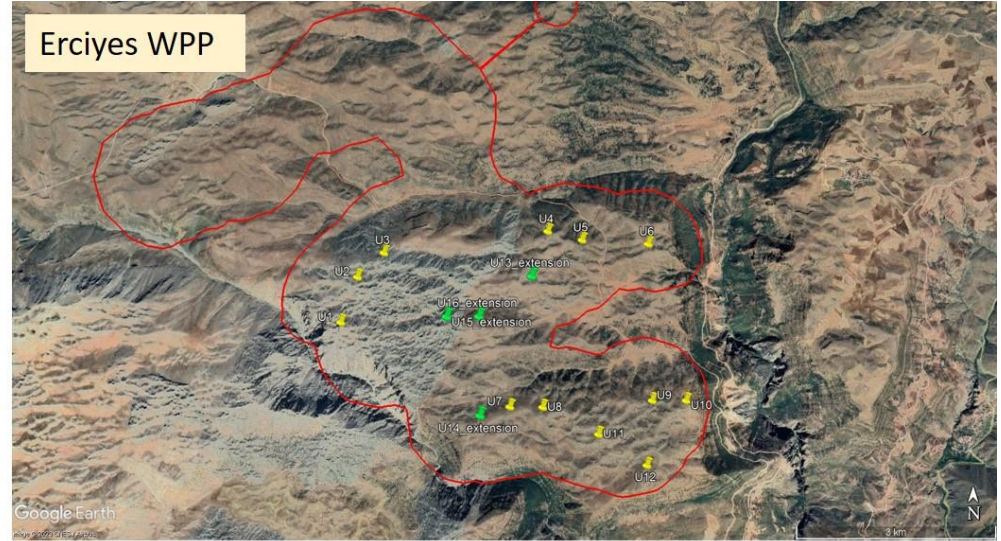 Erciyes WPP
U4
U5
U6
U3
U13_extension
U2
U16_extension
U1
U15_extension
U7
U8
U9
U10
U14_extension
U11
U12
N
Google Earth
3 km